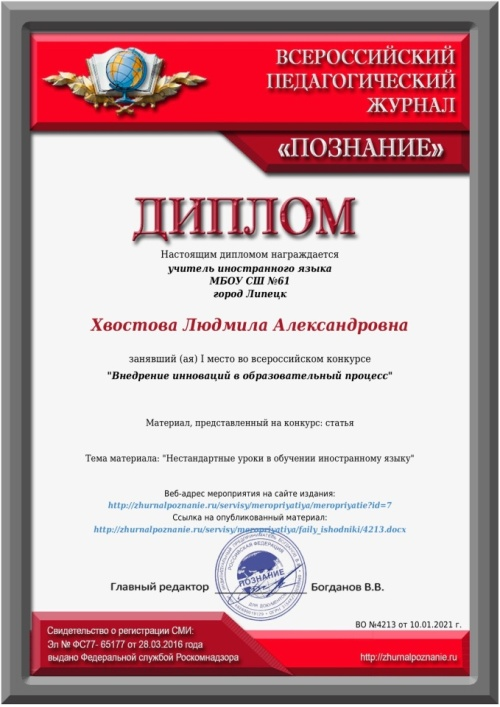 ВСЕРОССИЙСКИЙ
ПЕДАГОГИЧЕСКИЙ
ЖУРНАЛ
«ПОЗНАНИЕ»
ДИПЛОМ
Настоящим дипломом награждается
учитель иностранного языка
МБОУ СШ №61
город Липецк
Хвостова Людмила Александровна
занявший (ая) I место во всероссийском конкурсе
"Внедрение инноваций в образовательный процесс"
Материал, представленный на конкурс: статья
Тема материала: "Нестандартные уроки в обучении иностранному языку"
Веб-адрес мероприятия на сайте издания:
http://zhurnalpoznanie.ru/servisy/meropriyatiya/meropriyatie?id=7
Ссылка на опубликованный материал:
http://zhurnalpoznanie.ru/servisy/meropriyatiya/faily_ishodniki/4213.docx
РОССИЙСКАЯ ФЕДЕРАЦИЯ
ПОЗНАНИЕ
Главный редактор Богданов В.В.
ВО №4213 от 10.01.2021 г.
Свидетельство о регистрации СМИ:
Эл № ФС77- 65177 от 28.03.2016 года
выдано Федеральной службой Роскомнадзора
http://zhurnalpoznanie.ru